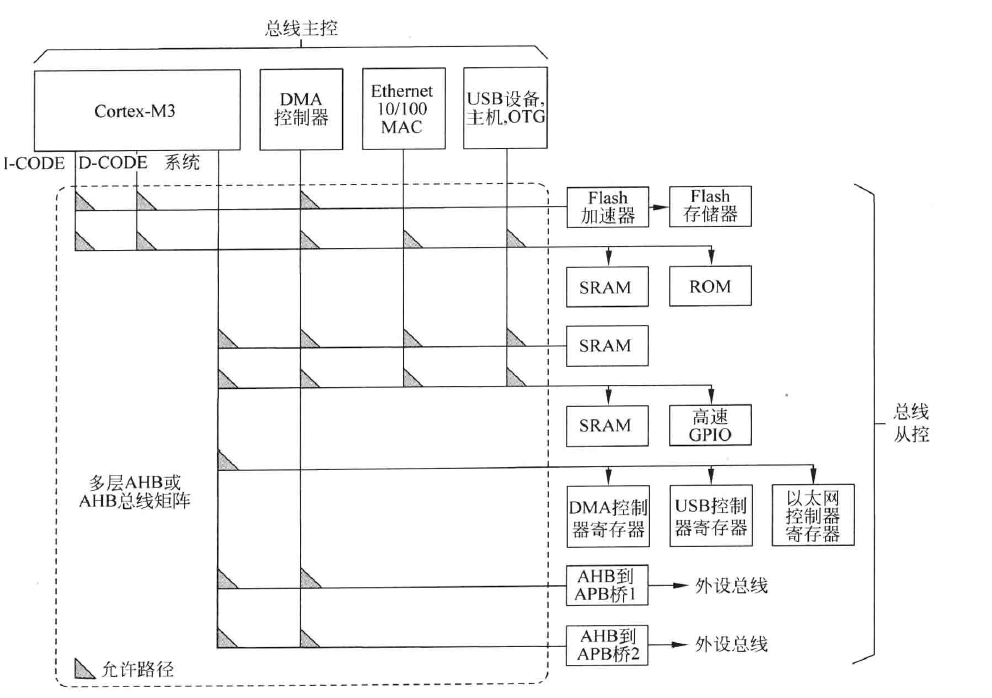 总线主控
Cortex-M3
DMA
控制器
Ethernet
10/100
MAC
USB设备,
主机,OTG
I-CODE
D-CODE
系统
Flash
加速器
Flash
存储器
SRAM
ROM
SRAM
SRAM
高速
GPIO
总线
从控
多层AHB或
AHB总线矩阵
DMA控制
器寄存器
USB控制
器寄存器
以太网
控制器
寄存器
AHB到
APB桥1
外设总线
AHB到
APB桥2
外设总线
允许路径